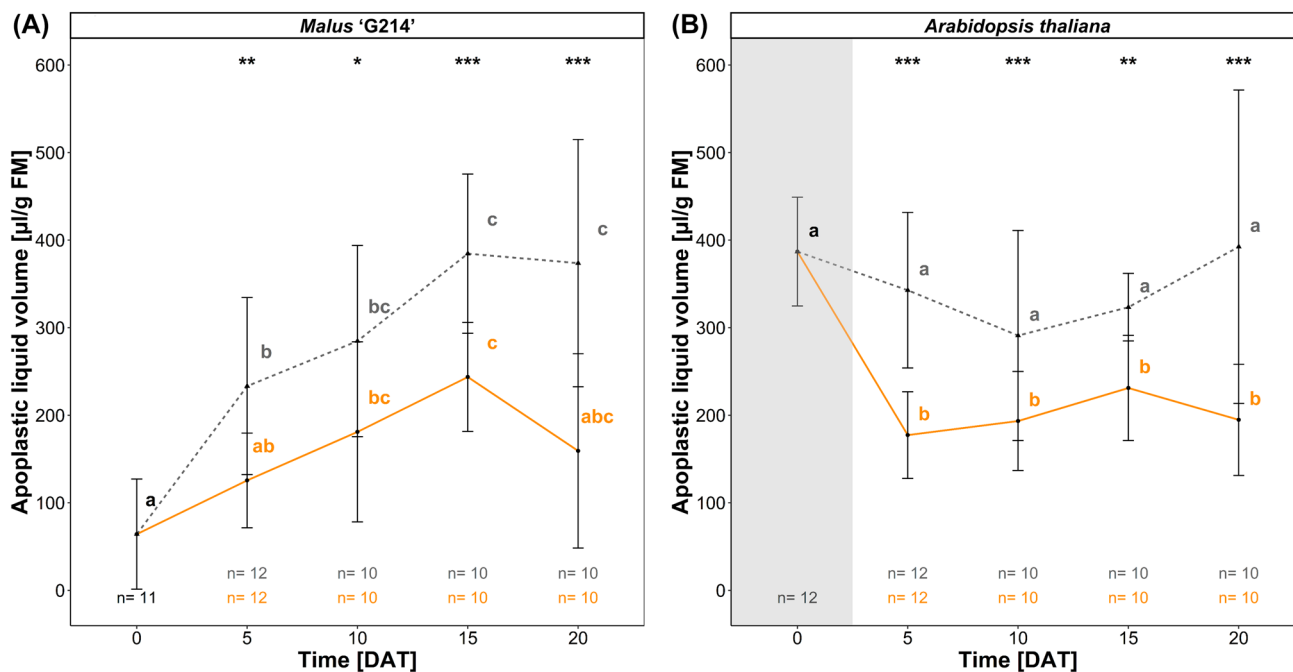 (A)
Malus ‘G214’
Apoplastic liquid volume [µl/g FM]
600
500
400
300
200
100
0
** * *** ***
a
b
bc
c
c
ab
bc
c
abc
n= 12 n= 10 n= 10 n= 10
n= 11 n= 12 n= 10 n= 10 n= 10
0 5 10 15 20
Time [DAT]
(B)
Arabidopsis thaliana
Apoplastic liquid volume [µl/g FM]
600
500
400
300
200
100
0
*** *** ** ***
a
a
a
a
a
b
b
b
b
n= 12 n= 10 n= 10 n= 10
n= 12 n= 12 n= 10 n= 10 n= 10
0 5 10 15 20
Time [DAT]